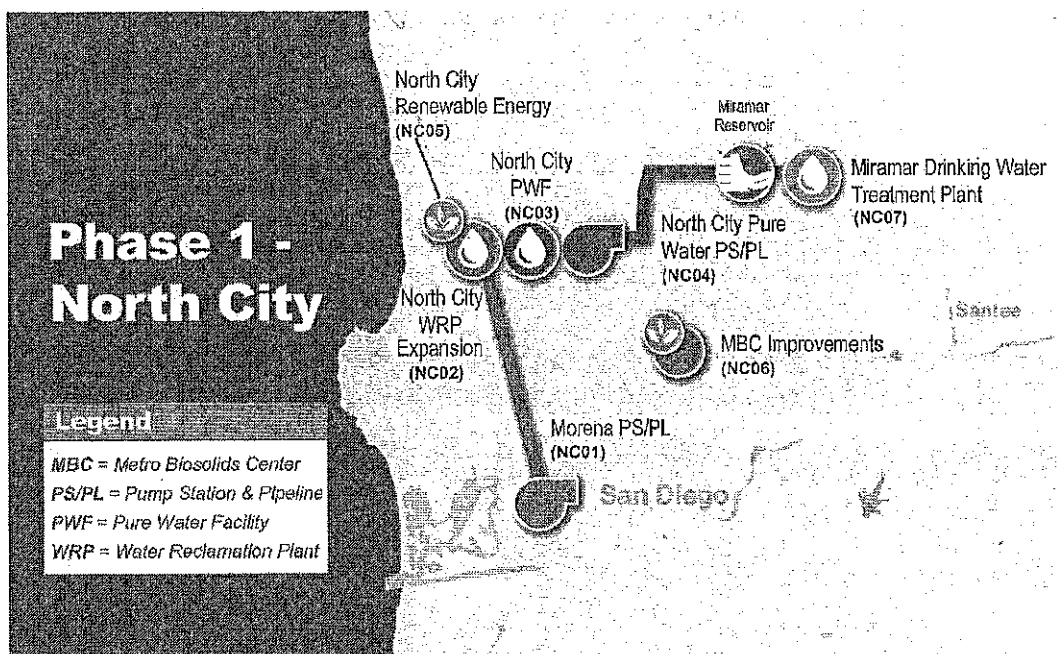 Phase 1 -
North City
Legend
MBC = Metro Biosolids Center
PS/PL = Pump Station & Pipeline
PWF = Pure Water Facility
WRP = Water Reclamation Plant
North City
Renewable Energy
(NC05)
North City
PWF
(NC03)
Miramar
Reservoir
Miramar Drinking Water
Treatment Plant
(NC07)
North City Pure
Water PS/PL
(NC04)
North City
WRP
Expansion
(NC02)
MBC Improvements
(NC06)
Santee
Morena PS/PL
(NC01)
San Diego